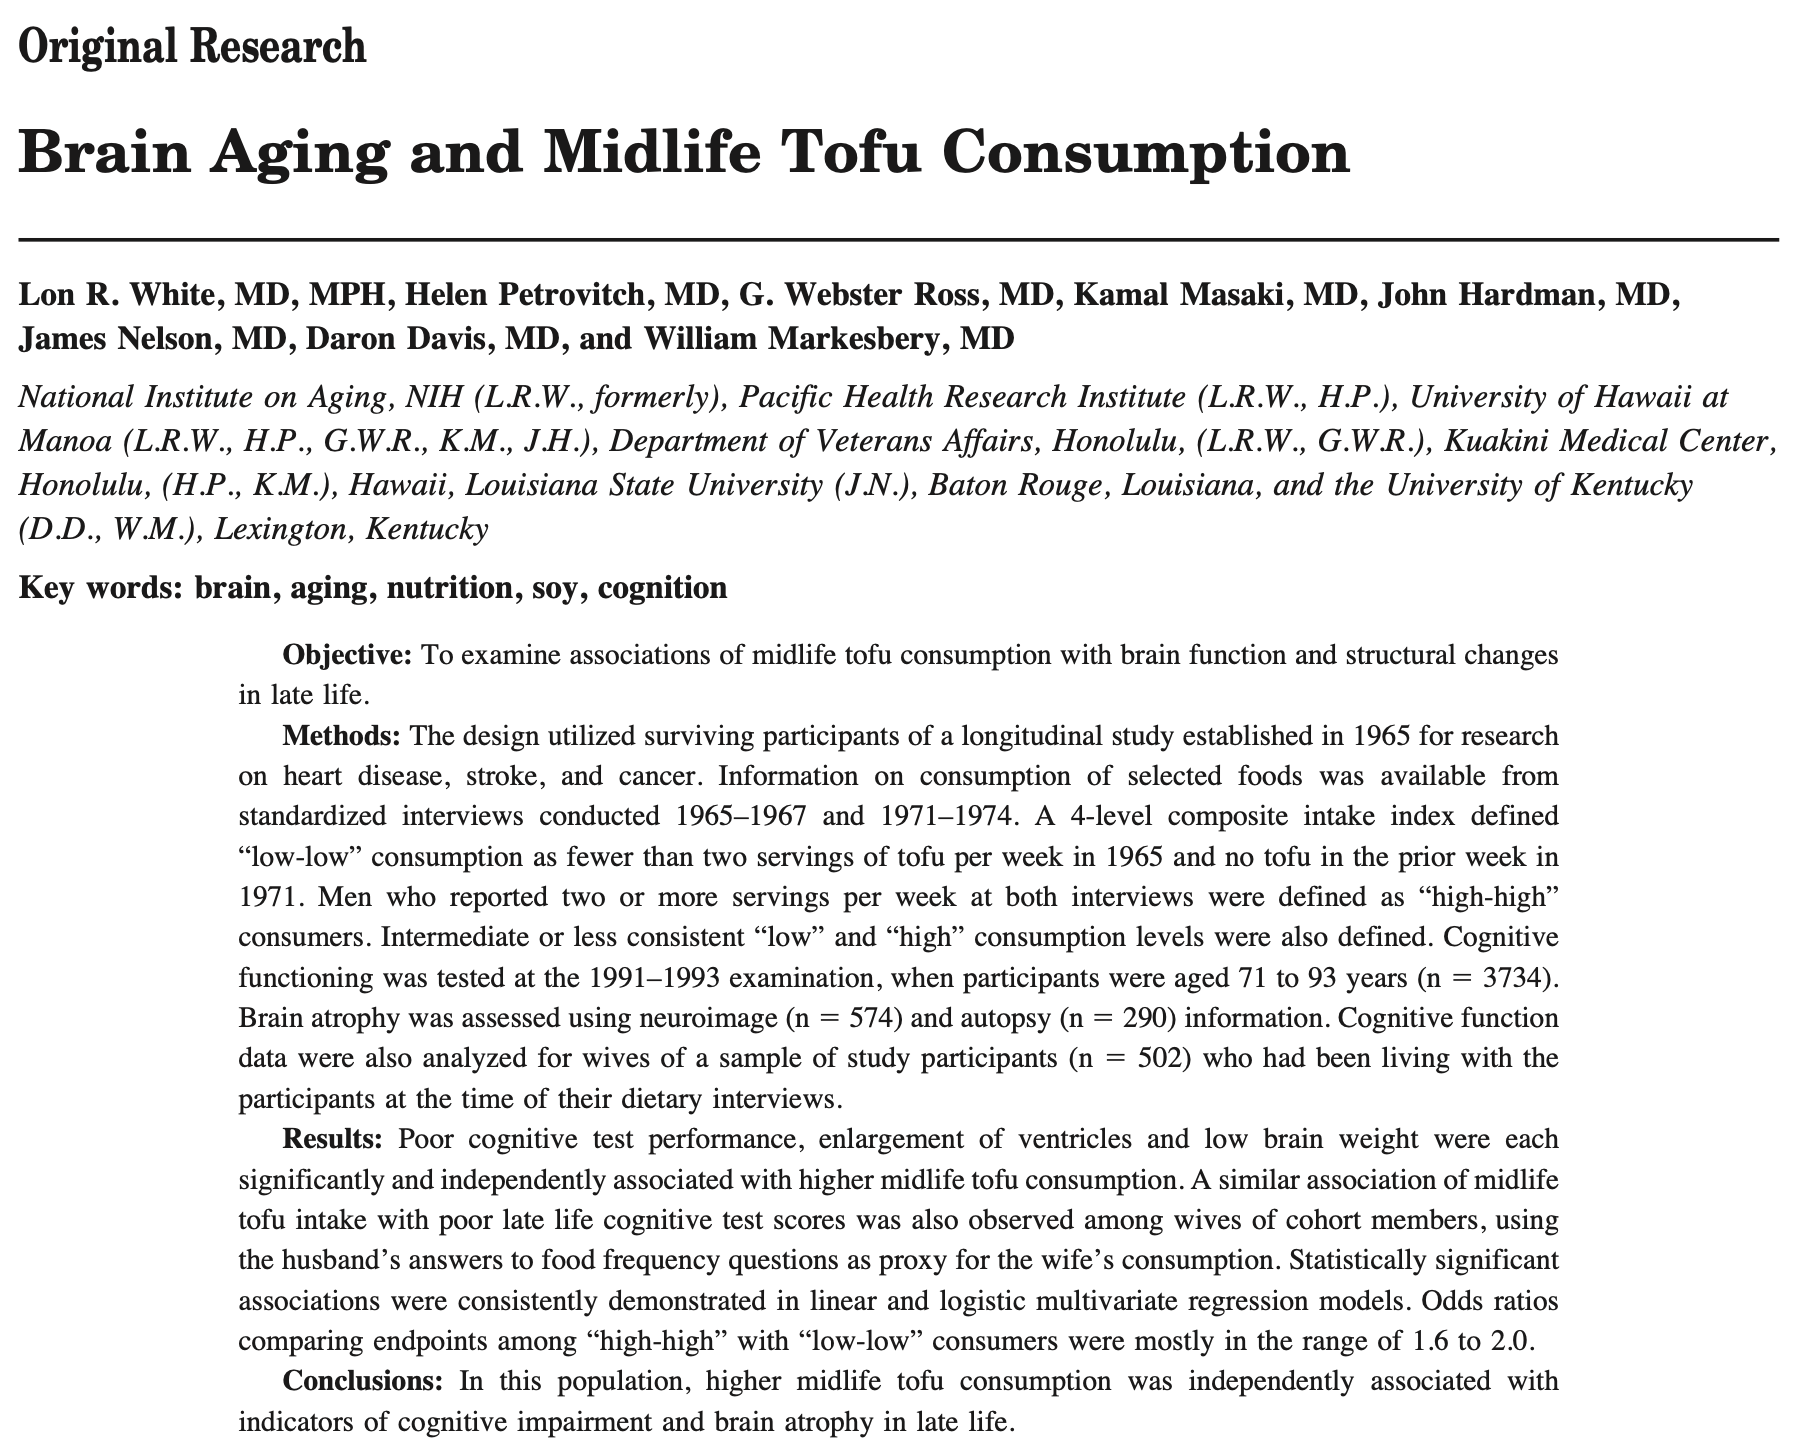 Original Research
Brain Aging and Midlife Tofu Consumption
Lon R. White, MD, MPH, Helen Petrovitch, MD, G. Webster Ross, MD, Kamal Masaki, MD, John Hardman, MD,
James Nelson, MD, Daron Davis, MD, and William Markesbery, MD
National Institute on Aging, NIH (L.R.W., formerly), Pacific Health Research Institute (L.R.W., H.P.), University of Hawaii at
Manoa (L.R.W., H.P., G.W.R., K.M., J.H.), Department of Veterans Affairs, Honolulu, (L.R.W., G.W.R.), Kuakini Medical Center,
Honolulu, (H.P., K.M.), Hawaii, Louisiana State University (J.N.), Baton Rouge, Louisiana, and the University of Kentucky
(D.D., W.M.), Lexington, Kentucky
Key words: brain, aging, nutrition, soy, cognition
Objective: To examine associations of midlife tofu consumption with brain function and structural changes
in late life.
Methods: The design utilized surviving participants of a longitudinal study established in 1965 for research
on heart disease, stroke, and cancer. Information on consumption of selected foods was available from
standardized interviews conducted 1965–1967 and 1971–1974. A 4-level composite intake index defined
“low-low” consumption as fewer than two servings of tofu per week in 1965 and no tofu in the prior week in
1971. Men who reported two or more servings per week at both interviews were defined as “high-high”
consumers. Intermediate or less consistent “low” and “high” consumption levels were also defined. Cognitive
functioning was tested at the 1991–1993 examination, when participants were aged 71 to 93 years (n = 3734).
Brain atrophy was assessed using neuroimage (n = 574) and autopsy (n = 290) information. Cognitive function
data were also analyzed for wives of a sample of study participants (n = 502) who had been living with the
participants at the time of their dietary interviews.
Results: Poor cognitive test performance, enlargement of ventricles and low brain weight were each
significantly and independently associated with higher midlife tofu consumption. A similar association of midlife
tofu intake with poor late life cognitive test scores was also observed among wives of cohort members, using
the husband’s answers to food frequency questions as proxy for the wife’s consumption. Statistically significant
associations were consistently demonstrated in linear and logistic multivariate regression models. Odds ratios
comparing endpoints among “high-high” with “low-low” consumers were mostly in the range of 1.6 to 2.0.
Conclusions: In this population, higher midlife tofu consumption was independently associated with
indicators of cognitive impairment and brain atrophy in late life.